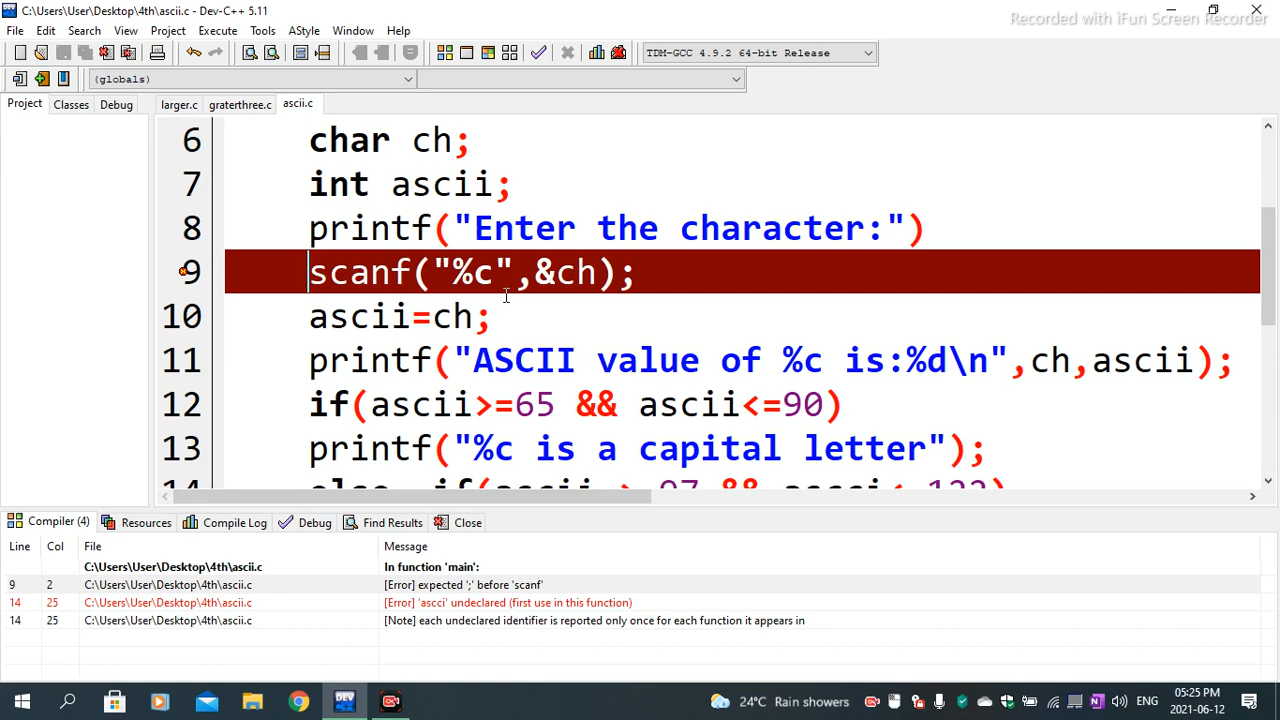 C:\Users\User\Desktop\4th\ascii.c - Dev-C++ 5.11
Recorded with iFun Screen Recorder
File Edit Search View Project Execute Tools AStyle Window Help
TDM-GCC 4.9.2 64-bit Release
(globals)
Project Classes Debug larger.c graterthree.c ascii.c
6 char ch;
7 int ascii;
8 printf("Enter the character:")
9 scanf("%c",&ch);
10 ascii=ch;
11 printf("ASCII value of %c is:%d\n",ch,ascii);
12 if(ascii>=65 && ascii<=90)
13 printf("%c is a capital letter");
Compiler (4) Resources Compile Log Debug Find Results Close
Line Col File Message
C:\Users\User\Desktop\4th\ascii.c In function 'main':
9 2 C:\Users\User\Desktop\4th\ascii.c [Error] expected ';' before 'scanf'
14 25 C:\Users\User\Desktop\4th\ascii.c [Error] 'ascci' undeclared (first use in this function)
14 25 C:\Users\User\Desktop\4th\ascii.c [Note] each undeclared identifier is reported only once for each function it appears in
DEV 24°C Rain showers ENG 05:25 PM
2021-06-12